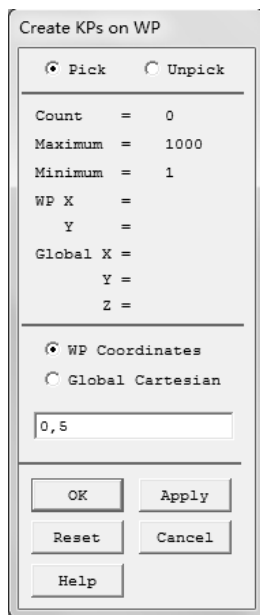 Create KPs on WP
Pick Unpick
Count = 0
Maximum = 1000
Minimum = 1
WP X =
Y =
Global X =
Y =
Z =
WP Coordinates
Global Cartesian
0,5
OK Apply
Reset Cancel
Help